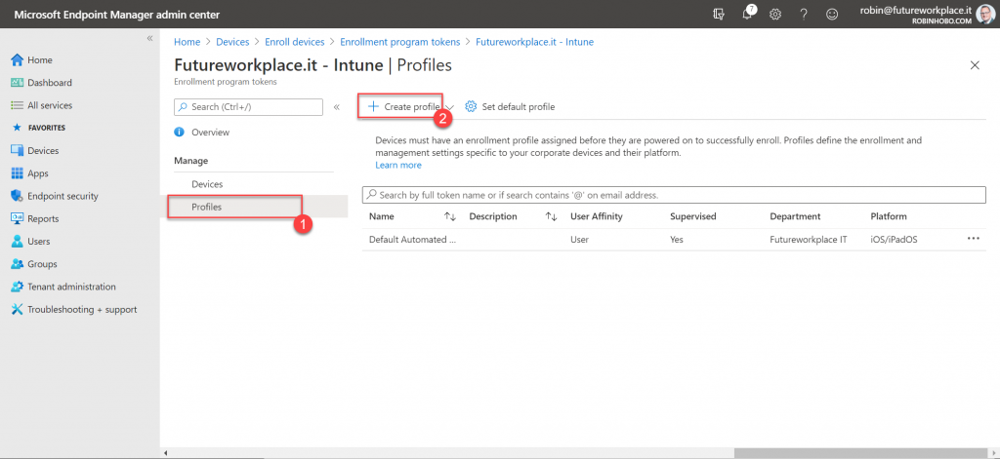 Microsoft Endpoint Manager admin center
7
robin@futureworkplace.it
ROBINHOBO.COM
Home
Dashboard
All services
FAVORITES
Devices
Apps
Endpoint security
Reports
Users
Groups
Tenant administration
Troubleshooting + support
Home > Devices > Enroll devices > Enrollment program tokens > Futureworkplace.it - Intune
Futureworkplace.it - Intune | Profiles
Enrollment program tokens
Search (Ctrl+/)
Overview
Manage
Devices
Profiles
1
Create profile
2
Set default profile
Devices must have an enrollment profile assigned before they are powered on to successfully enroll. Profiles define the enrollment and
management settings specific to your corporate devices and their platform.
Learn more
Search by full token name or if search contains '@' on email address.
Name Description User Affinity Supervised Department Platform
Default Automated ... User Yes Futureworkplace IT iOS/iPadOS